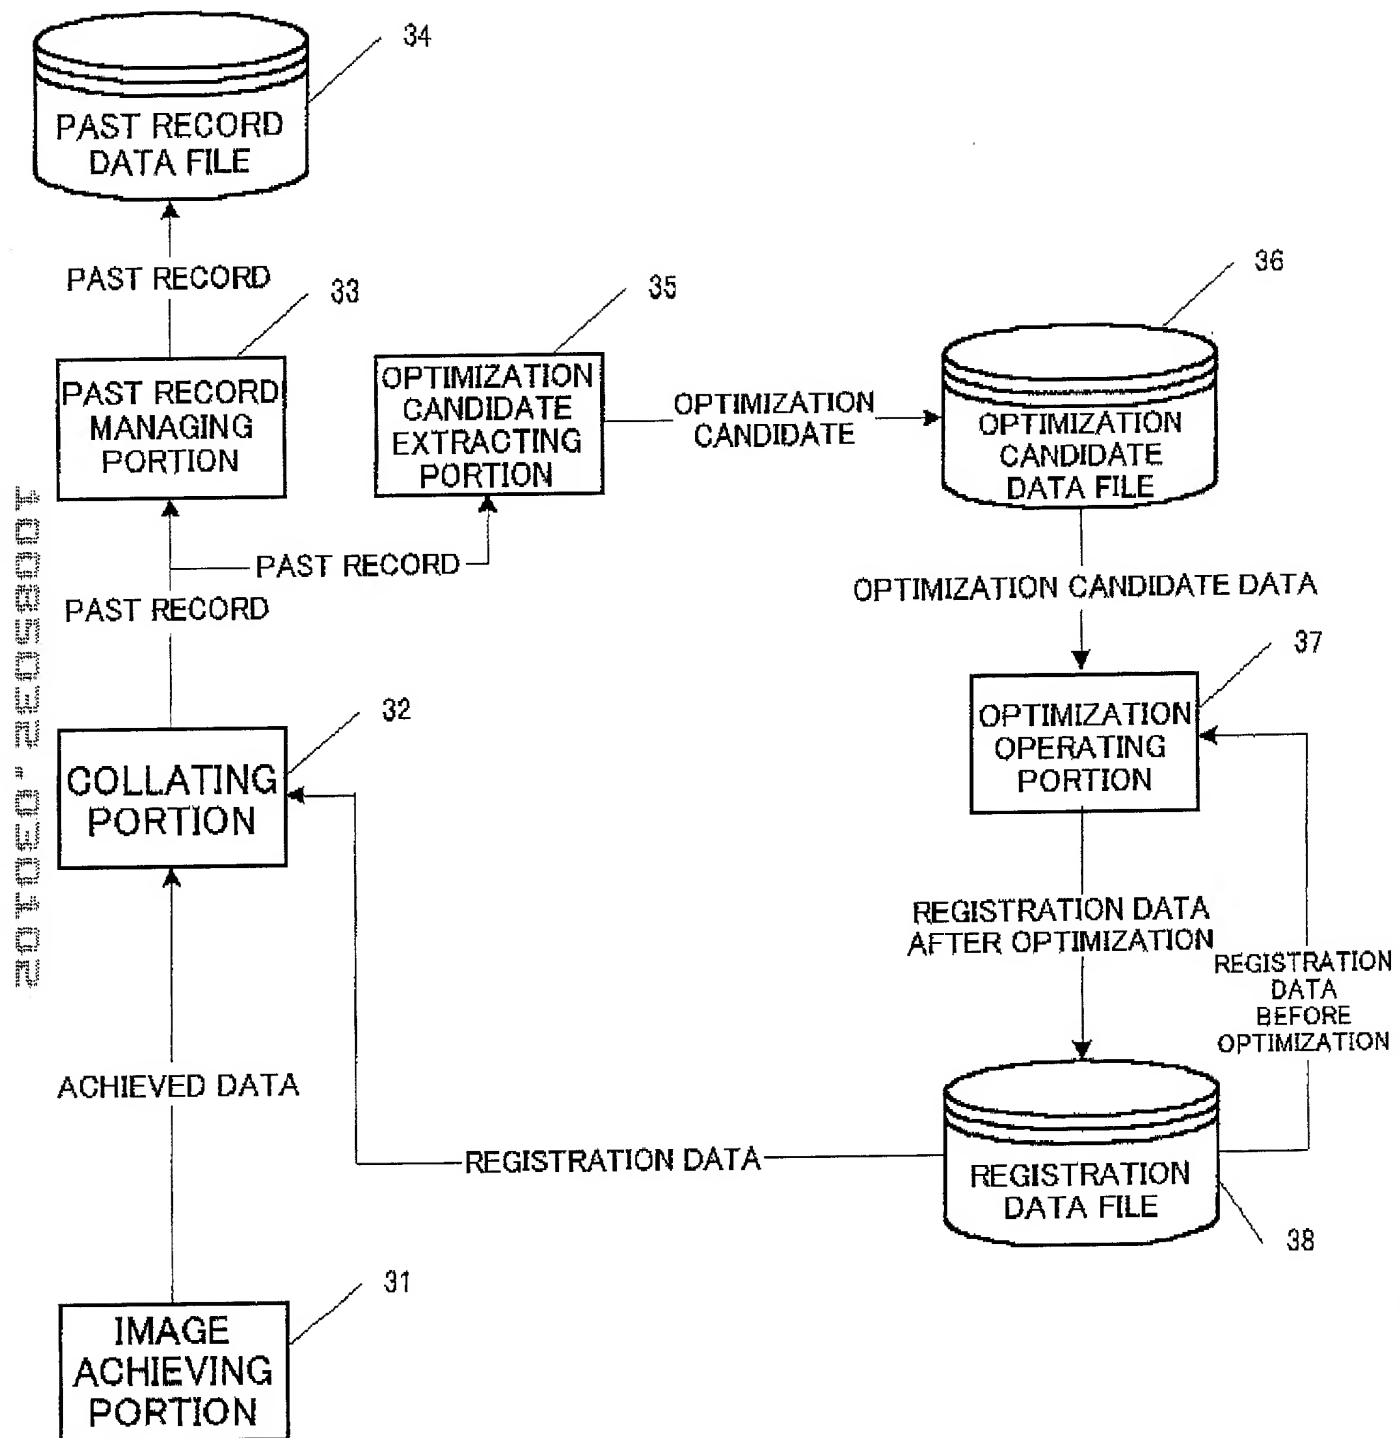 34
PAST RECORD
DATA FILE
PAST RECORD
33
35
36
PAST RECORD
MANAGING
PORTION
OPTIMIZATION
CANDIDATE
EXTRACTING
PORTION
OPTIMIZATION
CANDIDATE
OPTIMIZATION
CANDIDATE
DATA FILE
PAST RECORD
PAST RECORD
OPTIMIZATION CANDIDATE DATA
37
32
OPTIMIZATION
OPERATING
PORTION
COLLATING
PORTION
10085032.030102
REGISTRATION DATA
AFTER OPTIMIZATION
REGISTRATION
DATA
BEFORE
OPTIMIZATION
ACHIEVED DATA
REGISTRATION DATA
REGISTRATION
DATA FILE
38
31
IMAGE
ACHIEVING
PORTION